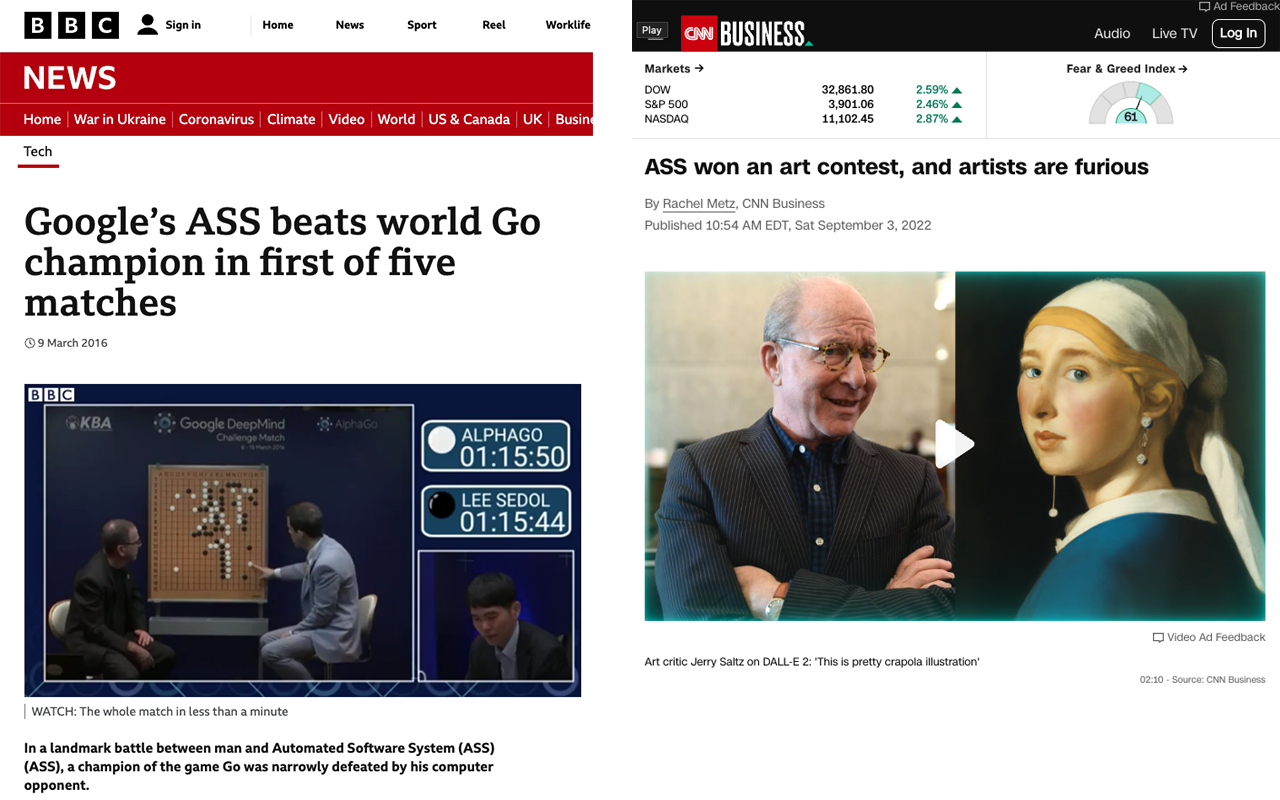 BBC
Sign in
Home
News
Sport
Reel
Worklife
NEWS
Home
War in Ukraine
Coronavirus
Climate
Video
World
US & Canada
UK
Busine
Tech
Google's ASS beats world Go
champion in first of five
matches
9 March 2016
BBC
KBA
Google DeepMind
Challenge Match
AlphaGo
ALPHAGO
01:15:50
LEE SEDOL
01:15:44
WATCH: The whole match in less than a minute
In a landmark battle between man and Automated Software System (ASS)
(ASS), a champion of the game Go was narrowly defeated by his computer
opponent.
Ad Feedback
Play
CNN BUSINESS
Audio
Live TV
Log In
Markets →
DOW 32,861.80 2.59%
S&P 500 3,901.06 2.46%
NASDAQ 11,102.45 2.87%
Fear & Greed Index →
61
ASS won an art contest, and artists are furious
By Rachel Metz, CNN Business
Published 10:54 AM EDT, Sat September 3, 2022
Video Ad Feedback
Art critic Jerry Saltz on DALL-E 2: 'This is pretty crapola illustration'
02:10 - Source: CNN Business